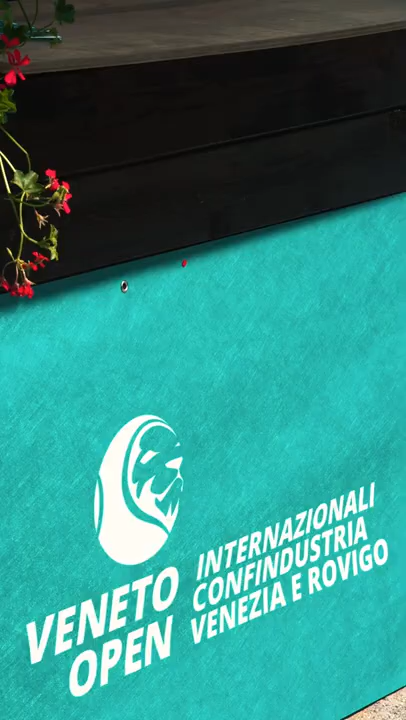 VENETO
OPEN
INTERNAZIONALI
CONFINDUSTRIA
VENEZIA E ROVIGO